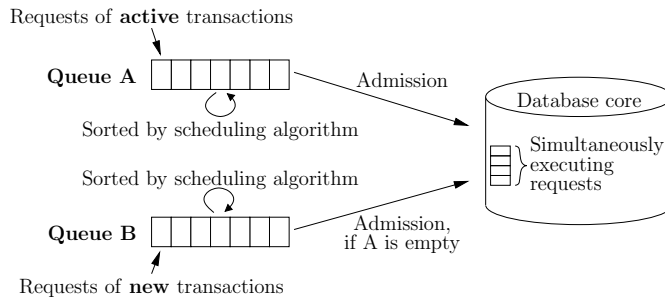 Requests of active transactions
Queue A
Admission
Sorted by scheduling algorithm
Database core
Simultaneously
executing
requests
Sorted by scheduling algorithm
Queue B
Admission,
if A is empty
Requests of new transactions